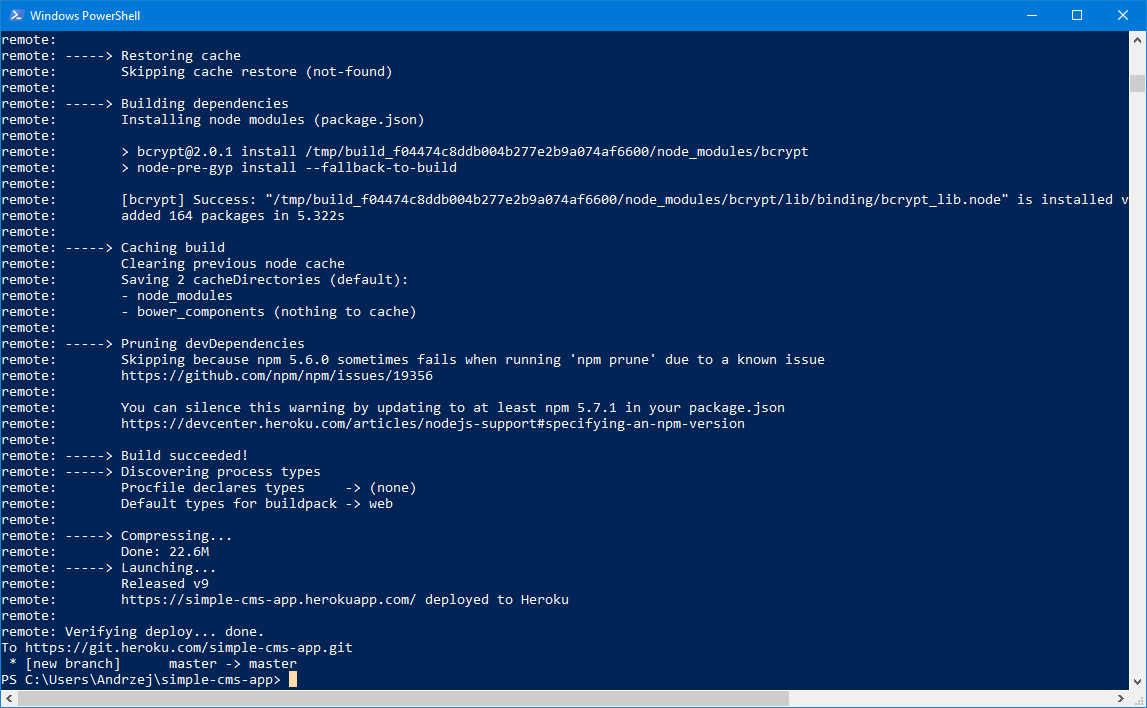 Windows PowerShell
remote:
remote: -----> Restoring cache
remote:        Skipping cache restore (not-found)
remote:
remote: -----> Building dependencies
remote:        Installing node modules (package.json)
remote:
remote:        > bcrypt@2.0.1 install /tmp/build_f04474c8ddb004b277e2b9a074af6600/node_modules/bcrypt
remote:        > node-pre-gyp install --fallback-to-build
remote:
remote:        [bcrypt] Success: "/tmp/build_f04474c8ddb004b277e2b9a074af6600/node_modules/bcrypt/lib/binding/bcrypt_lib.node" is installed v
remote:        added 164 packages in 5.322s
remote:
remote: -----> Caching build
remote:        Clearing previous node cache
remote:        Saving 2 cacheDirectories (default):
remote:        - node_modules
remote:        - bower_components (nothing to cache)
remote:
remote: -----> Pruning devDependencies
remote:        Skipping because npm 5.6.0 sometimes fails when running 'npm prune' due to a known issue
remote:        https://github.com/npm/npm/issues/19356
remote:
remote:        You can silence this warning by updating to at least npm 5.7.1 in your package.json
remote:        https://devcenter.heroku.com/articles/nodejs-support#specifying-an-npm-version
remote:
remote: -----> Build succeeded!
remote: -----> Discovering process types
remote:        Procfile declares types     -> (none)
remote:        Default types for buildpack -> web
remote:
remote: -----> Compressing...
remote:        Done: 22.6M
remote: -----> Launching...
remote:        Released v9
remote:        https://simple-cms-app.herokuapp.com/ deployed to Heroku
remote:
remote: Verifying deploy... done.
To https://git.heroku.com/simple-cms-app.git
 * [new branch]      master -> master
PS C:\Users\Andrzej\simple-cms-app>